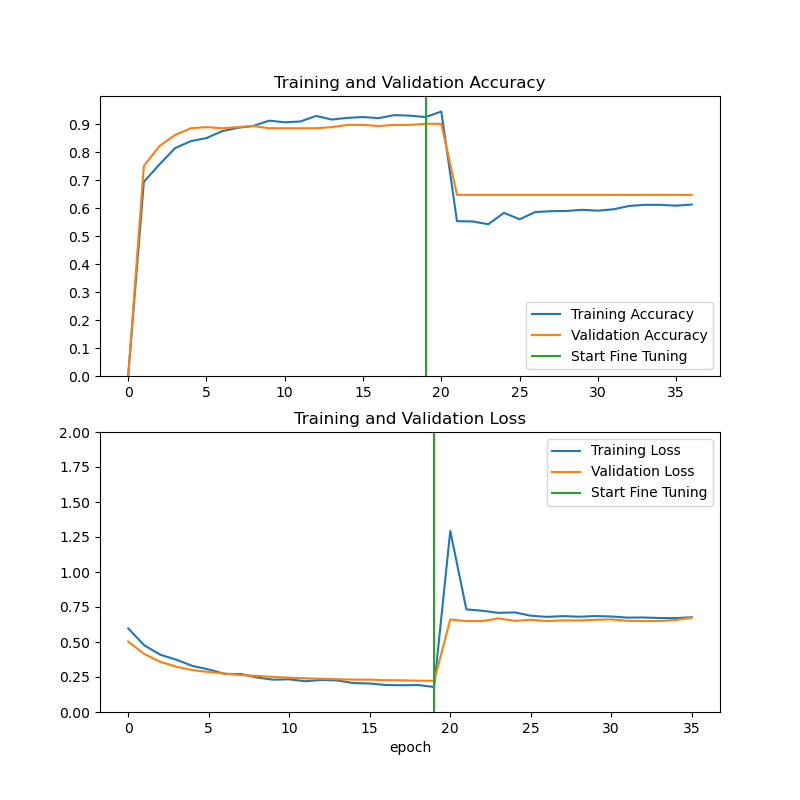 Training and Validation Accuracy
0.9
0.8
0.7
0.6
0.5
0.4
0.3
0.2
0.1
0.0
Training Accuracy
Validation Accuracy
Start Fine Tuning
0 5 10 15 20 25 30 35
Training and Validation Loss
2.00
1.75
1.50
1.25
1.00
0.75
0.50
0.25
0.00
Training Loss
Validation Loss
Start Fine Tuning
0 5 10 15 20 25 30 35
epoch